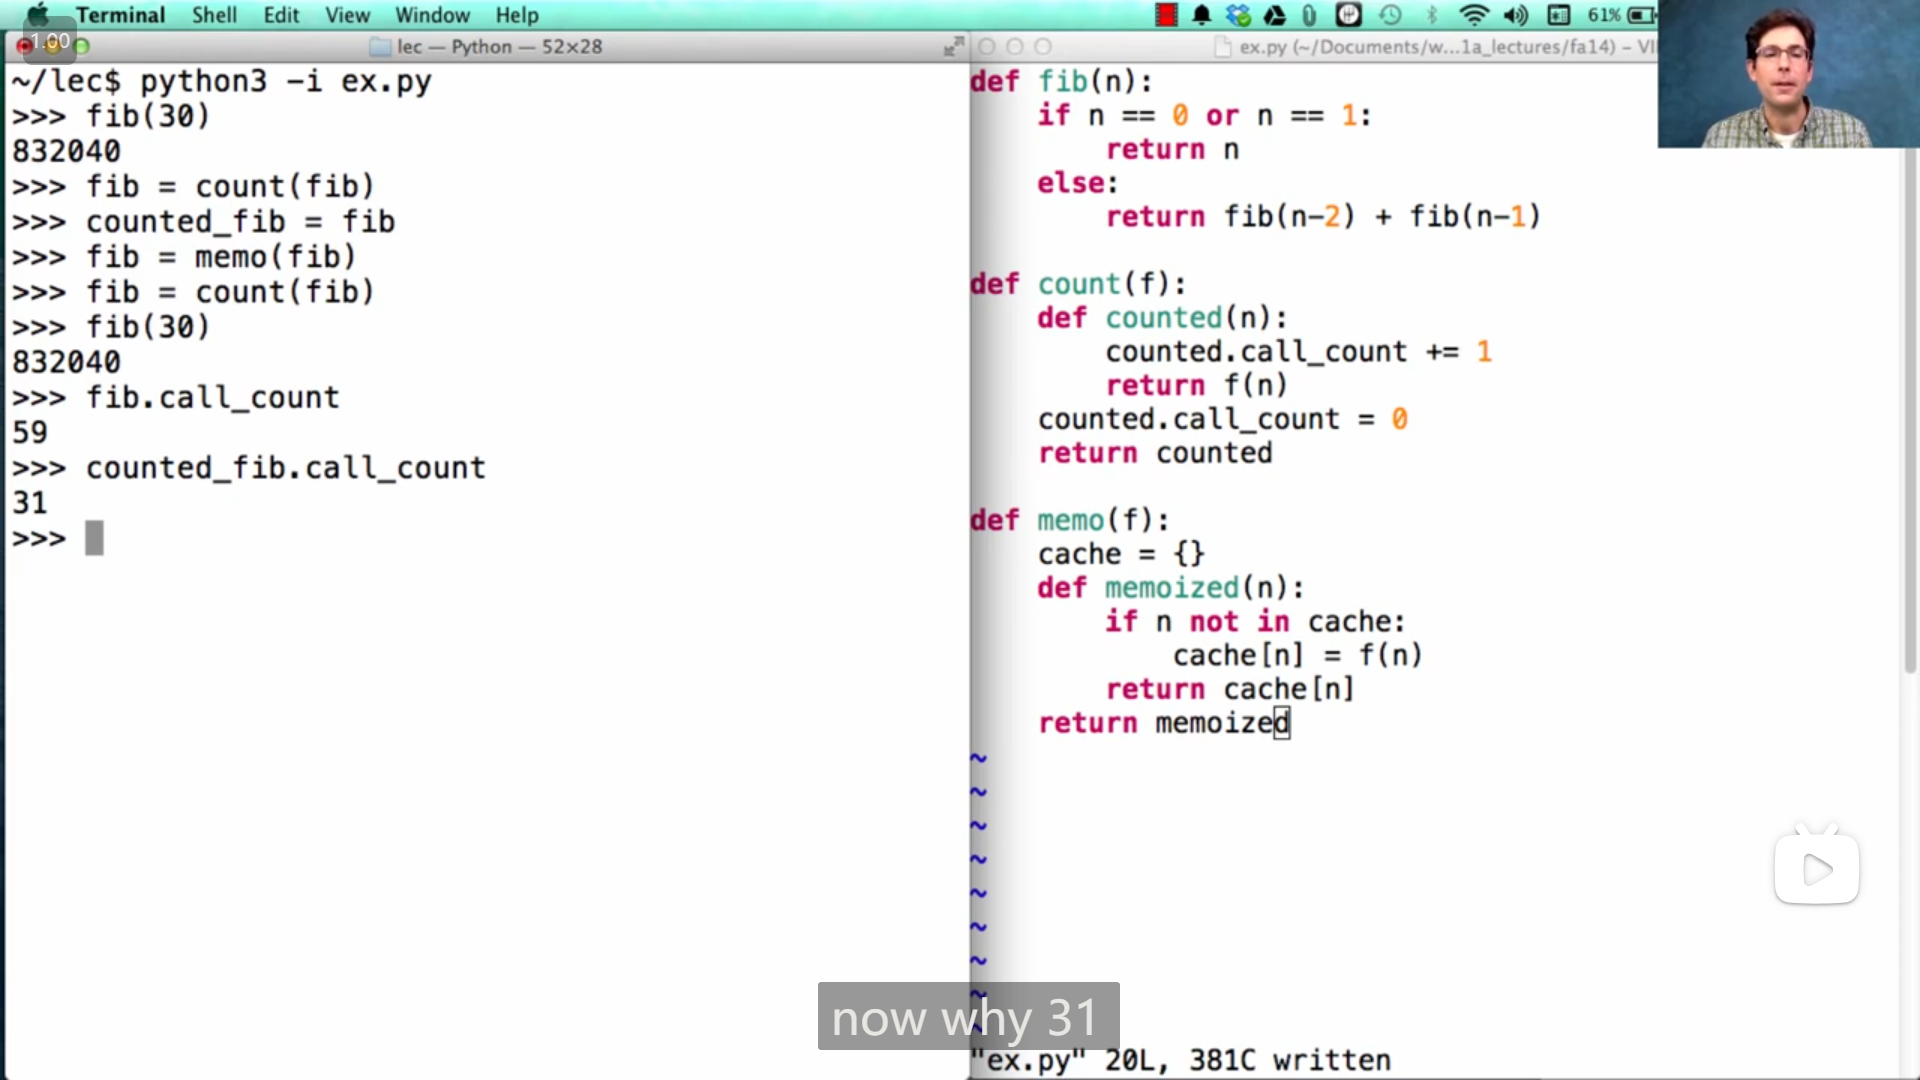 Terminal Shell Edit View Window Help 61%
1.00
lec — Python — 52×28
ex.py (~/Documents/w...1a_lectures/fa14) – VI
~/lec$ python3 -i ex.py
>>> fib(30)
832040
>>> fib = count(fib)
>>> counted_fib = fib
>>> fib = memo(fib)
>>> fib = count(fib)
>>> fib(30)
832040
>>> fib.call_count
59
>>> counted_fib.call_count
31
>>>
def fib(n):
    if n == 0 or n == 1:
        return n
    else:
        return fib(n-2) + fib(n-1)
def count(f):
    def counted(n):
        counted.call_count += 1
        return f(n)
    counted.call_count = 0
    return counted
def memo(f):
    cache = {}
    def memoized(n):
        if n not in cache:
            cache[n] = f(n)
        return cache[n]
    return memoized
~
~
~
~
~
~
~
~
~
now why 31
"ex.py" 20L, 381C written